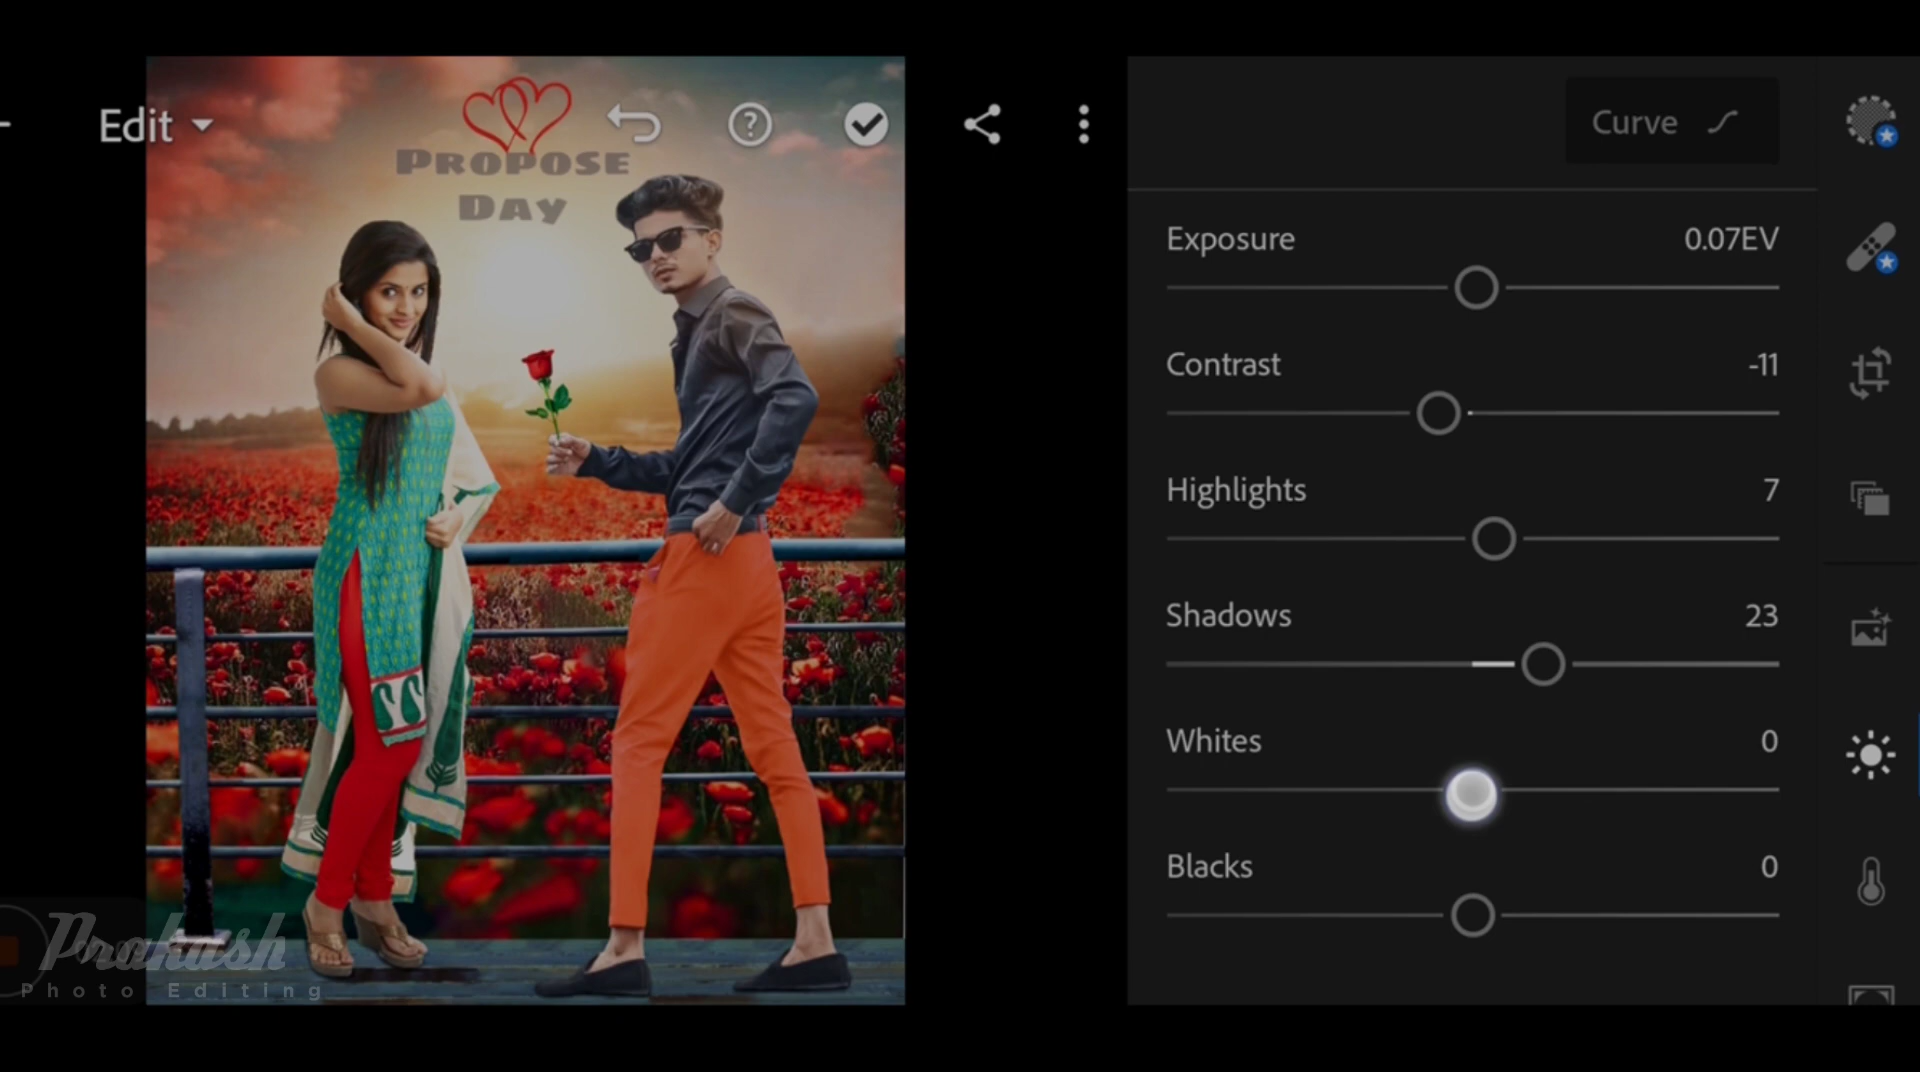 Edit
PROPOSE
DAY
Curve
Exposure 0.07EV
Contrast -11
Highlights 7
Shadows 23
Whites 0
Blacks 0
Prakash
Photo Editing